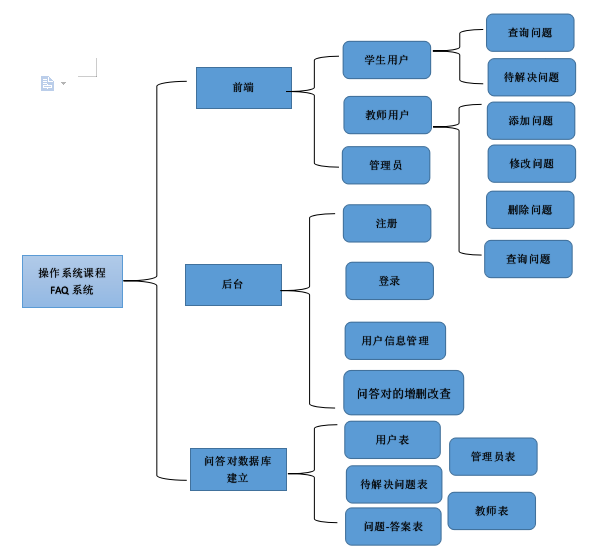 查询问题
学生用户
待解决问题
前端
教师用户
添加问题
管理员
修改问题
删除问题
注册
查询问题
操作系统课程
FAQ 系统
后台
登录
用户信息管理
问答对的增删改查
问答对数据库
建立
用户表
管理员表
待解决问题表
教师表
问题-答案表